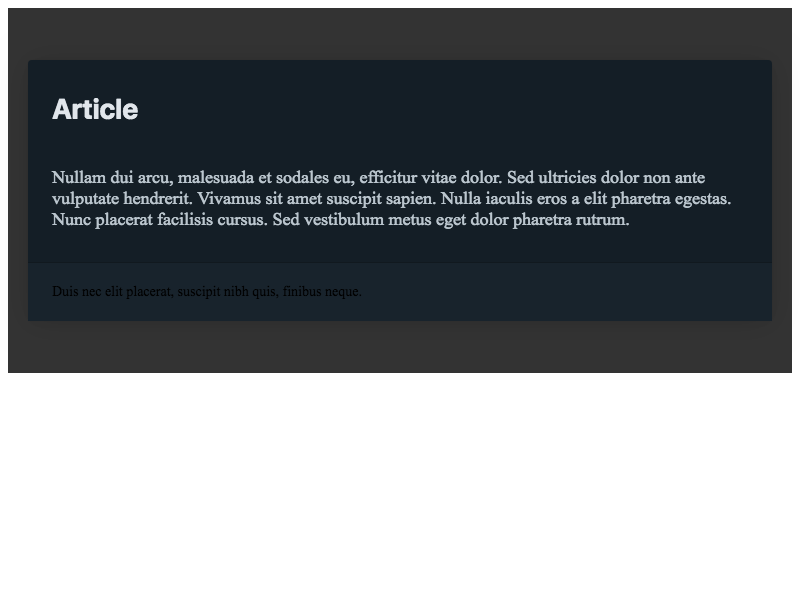 Article
Nullam dui arcu, malesuada et sodales eu, efficitur vitae dolor. Sed ultricies dolor non ante
vulputate hendrerit. Vivamus sit amet suscipit sapien. Nulla iaculis eros a elit pharetra egestas.
Nunc placerat facilisis cursus. Sed vestibulum metus eget dolor pharetra rutrum.
Duis nec elit placerat, suscipit nibh quis, finibus neque.